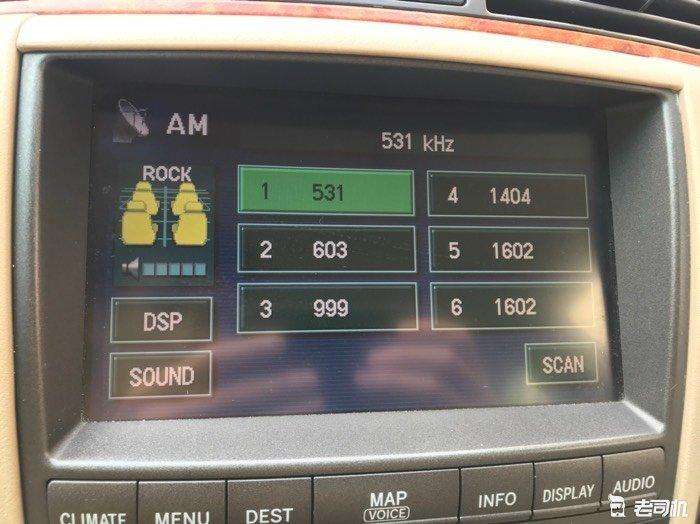 AM
531 kHz
ROCK
1 531
4 1404
2 603
5 1602
3 999
6 1602
DSP
SOUND
SCAN
CLIMATE
MENU
DEST
MAP
VOICE
INFO
DISPLAY
AUDIO
老司机